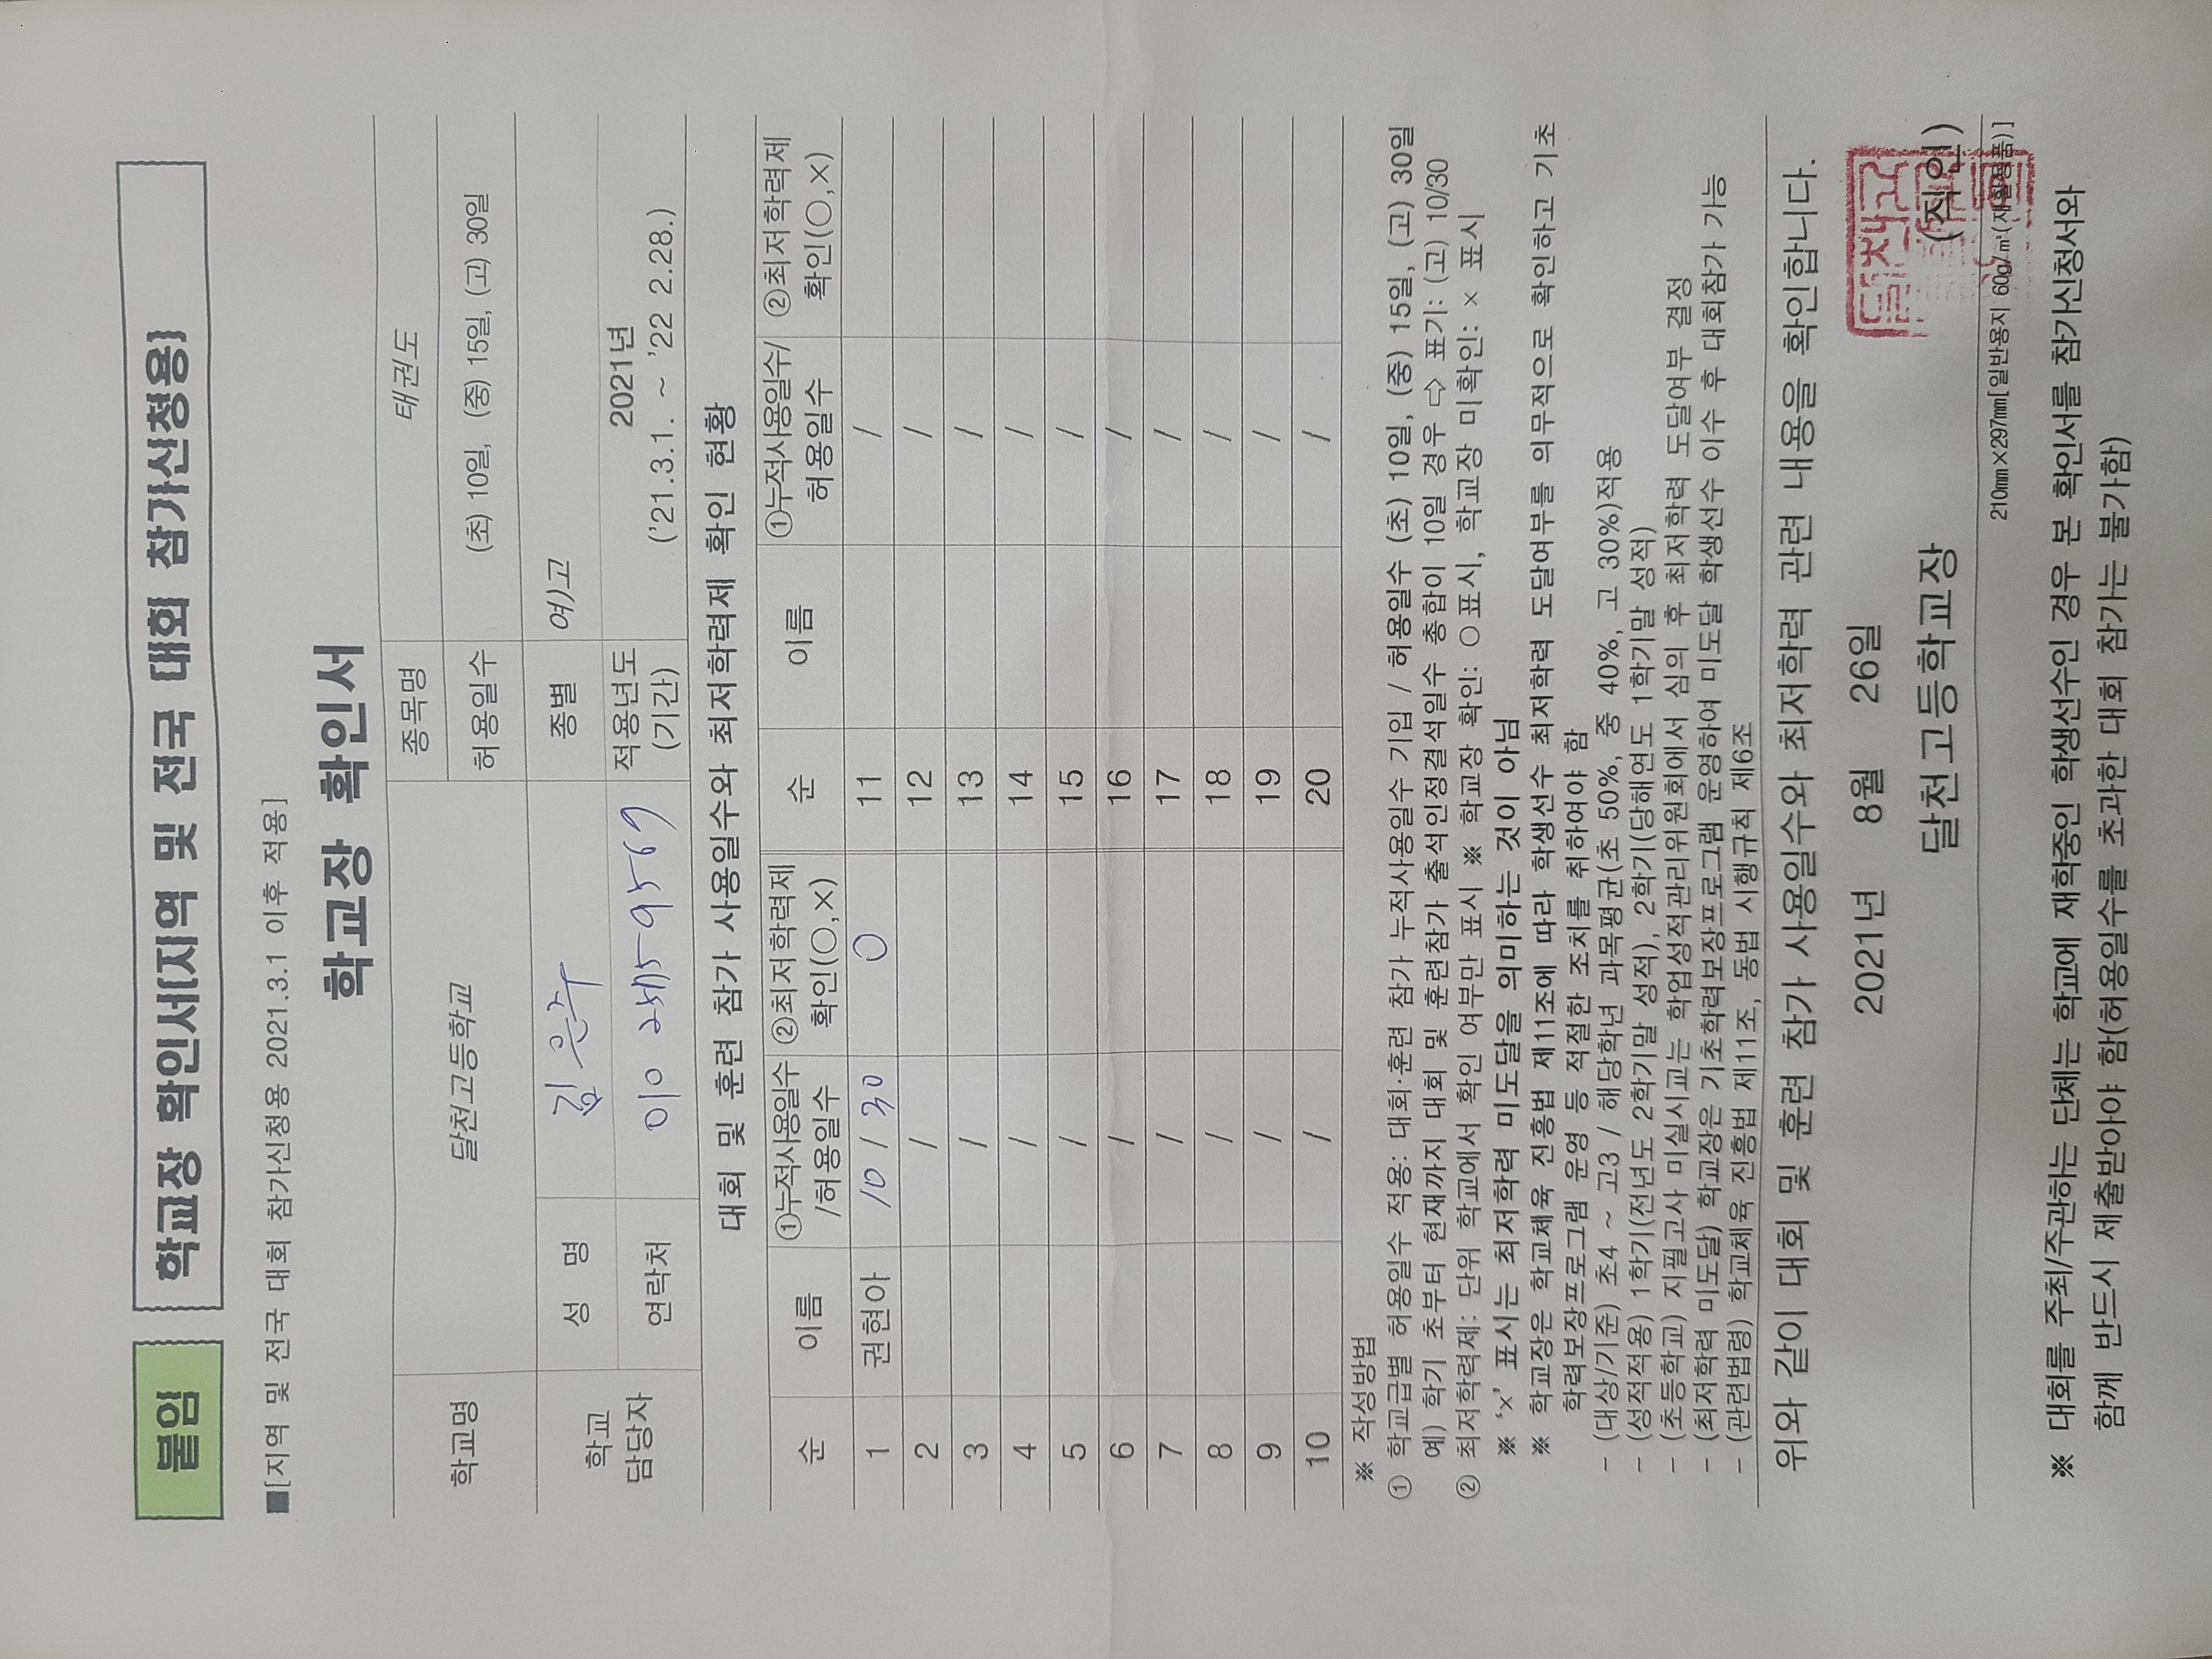 붙임 학교장 확인서(지역 및 전국 대회 참가신청용)
■[지역 및 전국 대회 참가신청용 2021.3.1 이후 적용]
학교장 확인서
학교명 달천고등학교 종목명 태권도
허용일수 (초) 10일, (중) 15일, (고) 30일
학교 담당자 성 명 김은수 종별 여)고
연락처 적용년도 (기간) 2021년 ('21.3.1. ~ '22 2.28.)
대회 및 훈련 참가 사용일수와 최저학력제 확인 현황
순 이름 ①누적사용일수 /허용일수 ②최저학력제 확인(○,×) 순 이름 ①누적사용일수/ 허용일수 ②최저학력제 확인(○,×)
1 권현아 10 / 30 ○ 11 /
2 / 12 /
3 / 13 /
4 / 14 /
5 / 15 /
6 / 16 /
7 / 17 /
8 / 18 /
9 / 19 /
10 / 20 /
※ 작성방법
① 학교급별 허용일수 적용: 대회·훈련 참가 누적사용일수 기입 / 허용일수 (초) 10일, (중) 15일, (고) 30일
예) 학기 초부터 현재까지 대회 및 훈련참가 출석인정결석일수 총합이 10일 경우 ⇨ 표기: (고) 10/30
② 최저학력제: 단위 학교에서 확인 여부만 표시 ※ 학교장 확인: ○표시, 학교장 미확인: × 표시
※ ‘x’ 표시는 최저학력 미도달을 의미하는 것이 아님
※ 학교장은 학교체육 진흥법 제11조에 따라 학생선수 최저학력 도달여부를 의무적으로 확인하고 기초
학력보장프로그램 운영 등 적절한 조치를 취하여야 함
- (대상/기준) 초4 ~ 고3 / 해당학년 과목평균(초 50%, 중 40%, 고 30%)적용
- (성적적용) 1학기(전년도 2학기말 성적), 2학기(당해연도 1학기말 성적)
- (초등학교) 지필고사 미실시교는 학업성적관리위원회에서 심의 후 최저학력 도달여부 결정
- (최저학력 미도달) 학교장은 기초학력보장프로그램 운영하여 미도달 학생선수 이수 후 대회참가 가능
- (관련법령) 학교체육 진흥법 제11조, 동법 시행규칙 제6조
위와 같이 대회 및 훈련 참가 사용일수와 최저학력 관련 내용을 확인합니다.
2021년 8월 26일
달천고등학교장 (직인)
210㎜×297㎜[일반용지 60g/㎡(재활용품)]
※ 대회를 주최/주관하는 단체는 학교에 재학중인 학생선수인 경우 본 확인서를 참가신청서와
함께 반드시 제출받아야 함(허용일수를 초과한 대회 참가는 불가함)